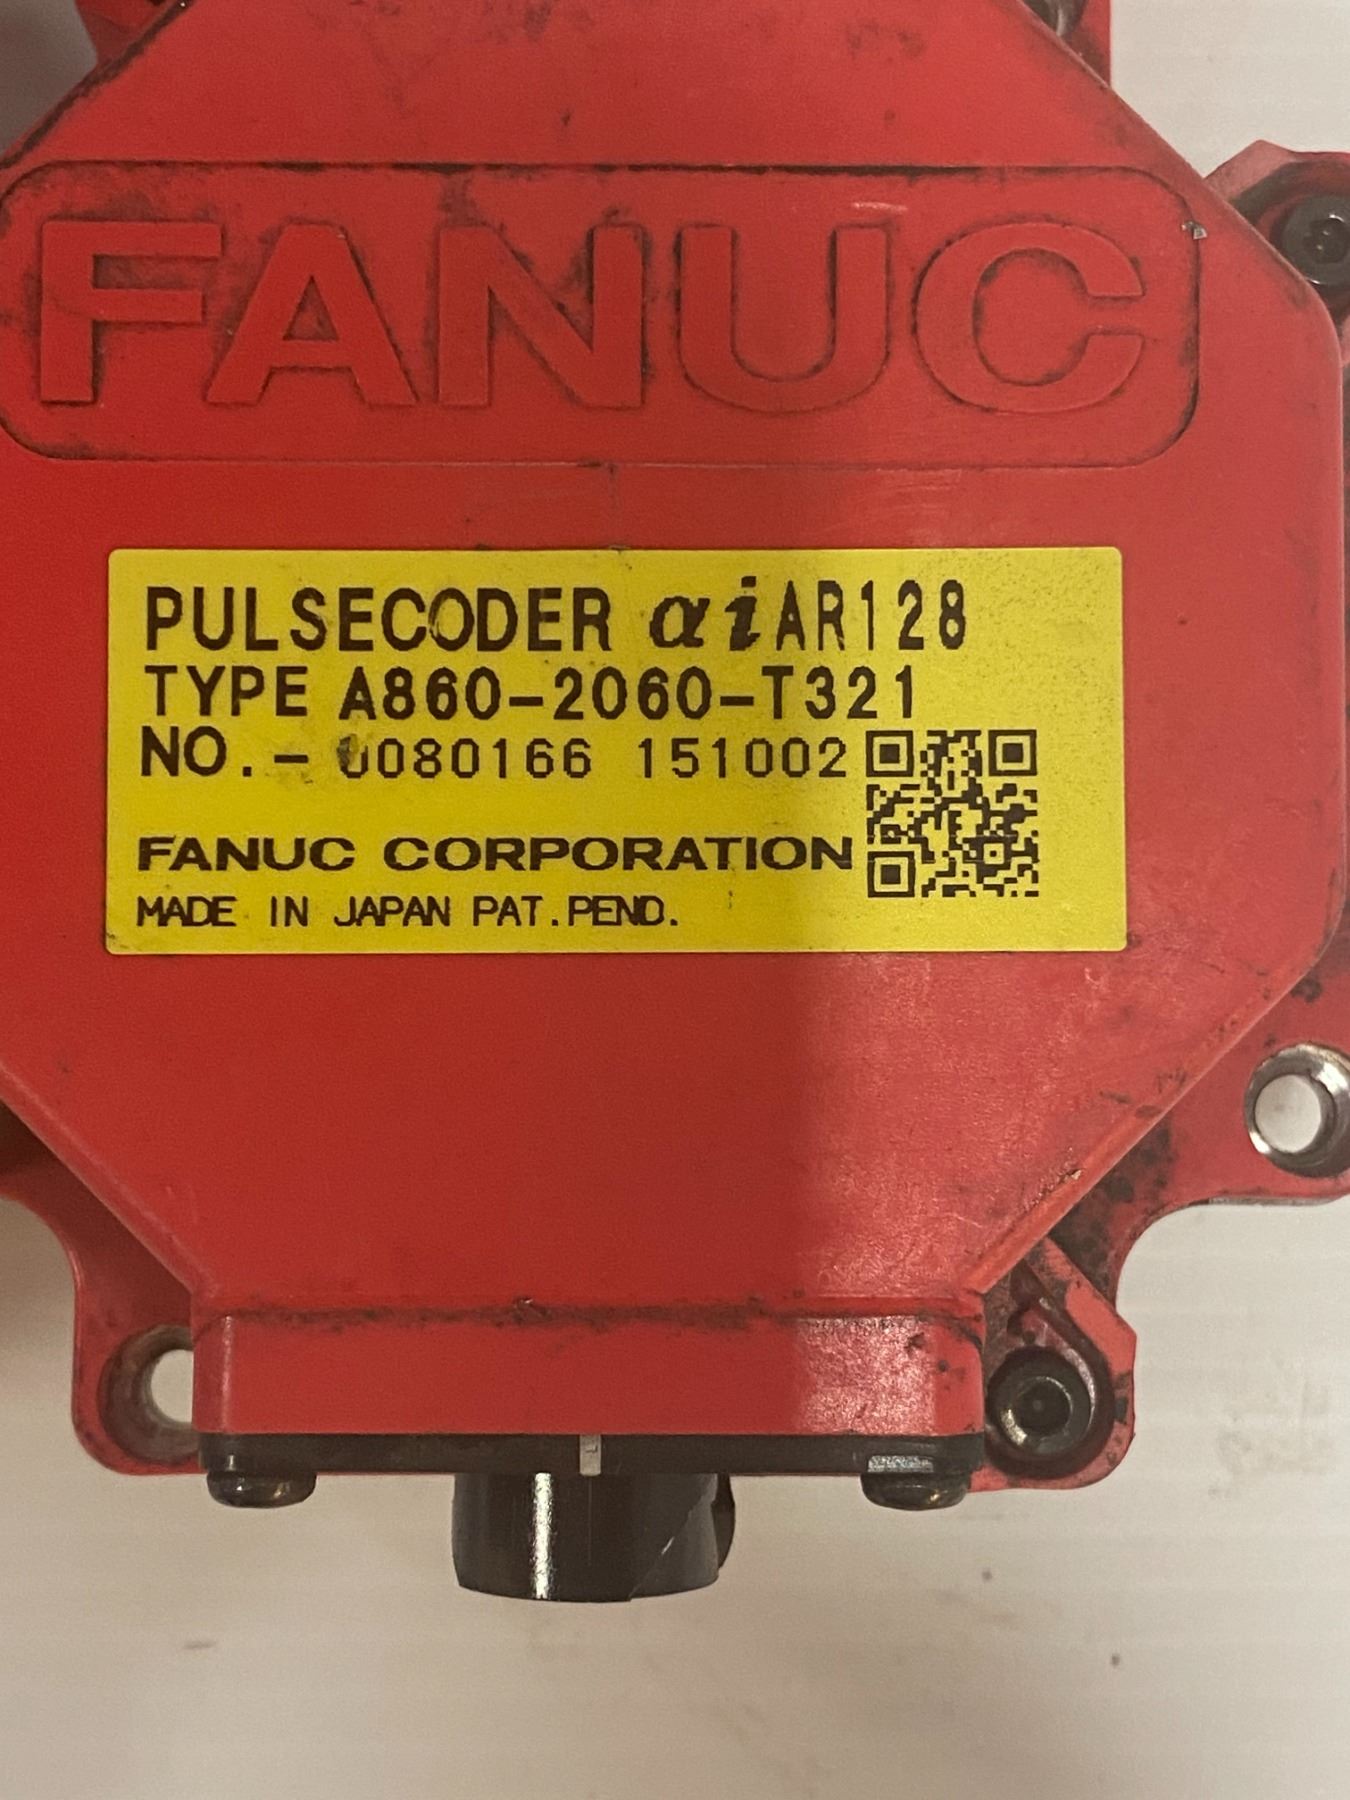 FANUC
PULSECODER αiAR128
TYPE A860-2060-T321
NO.- 0080166 151002
FANUC CORPORATION
MADE IN JAPAN PAT.PEND.